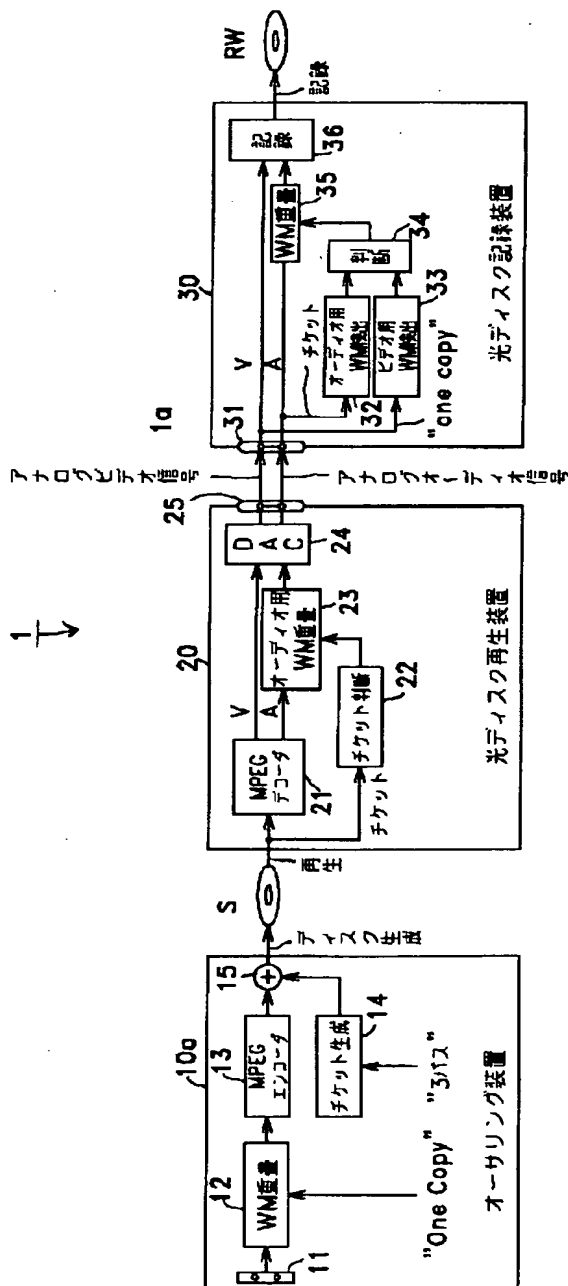 1
10a
11
12
WM重畳
13
MPEG
エンコーダ
14
チケット生成
15
"One Copy"
"3パス"
オーサリング装置
ディスク生成
S
再生
チケット
20
21
MPEG
デコーダ
V
A
22
チケット判断
23
オーディオ用
WM重畳
24
DAC
25
光ディスク再生装置
アナログビデオ信号
アナログオーディオ信号
1a
30
31
V
A
チケット
32
オーディオ用
WM検出
33
ビデオ用
WM検出
"one copy"
34
判断
35
WM重畳
36
記録
光ディスク記録装置
記録
RW